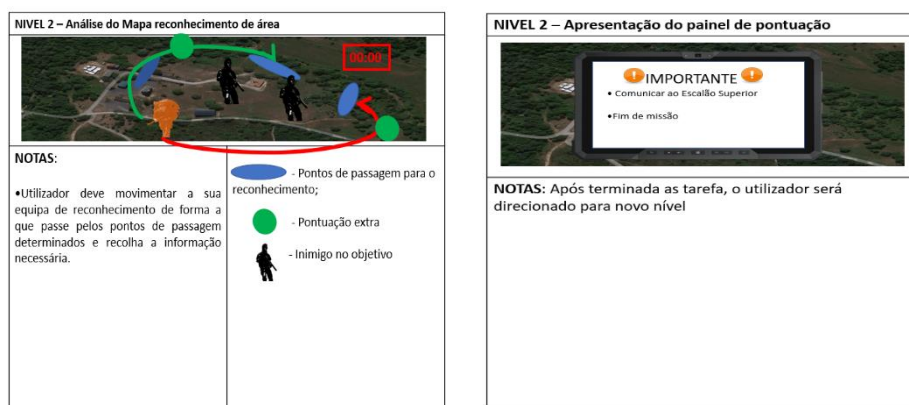 NIVEL 2 – Análise do Mapa reconhecimento de área
00:00
NOTAS:
•Utilizador deve movimentar a sua
equipa de reconhecimento de forma a
que passe pelos pontos de passagem
determinados e recolha a informação
necessária.
- Pontos de passagem para o
reconhecimento;
- Pontuação extra
- Inimigo no objetivo
NIVEL 2 – Apresentação do painel de pontuação
IMPORTANTE
• Comunicar ao Escalão Superior
•Fim de missão
NOTAS: Após terminada as tarefa, o utilizador será
direcionado para novo nível